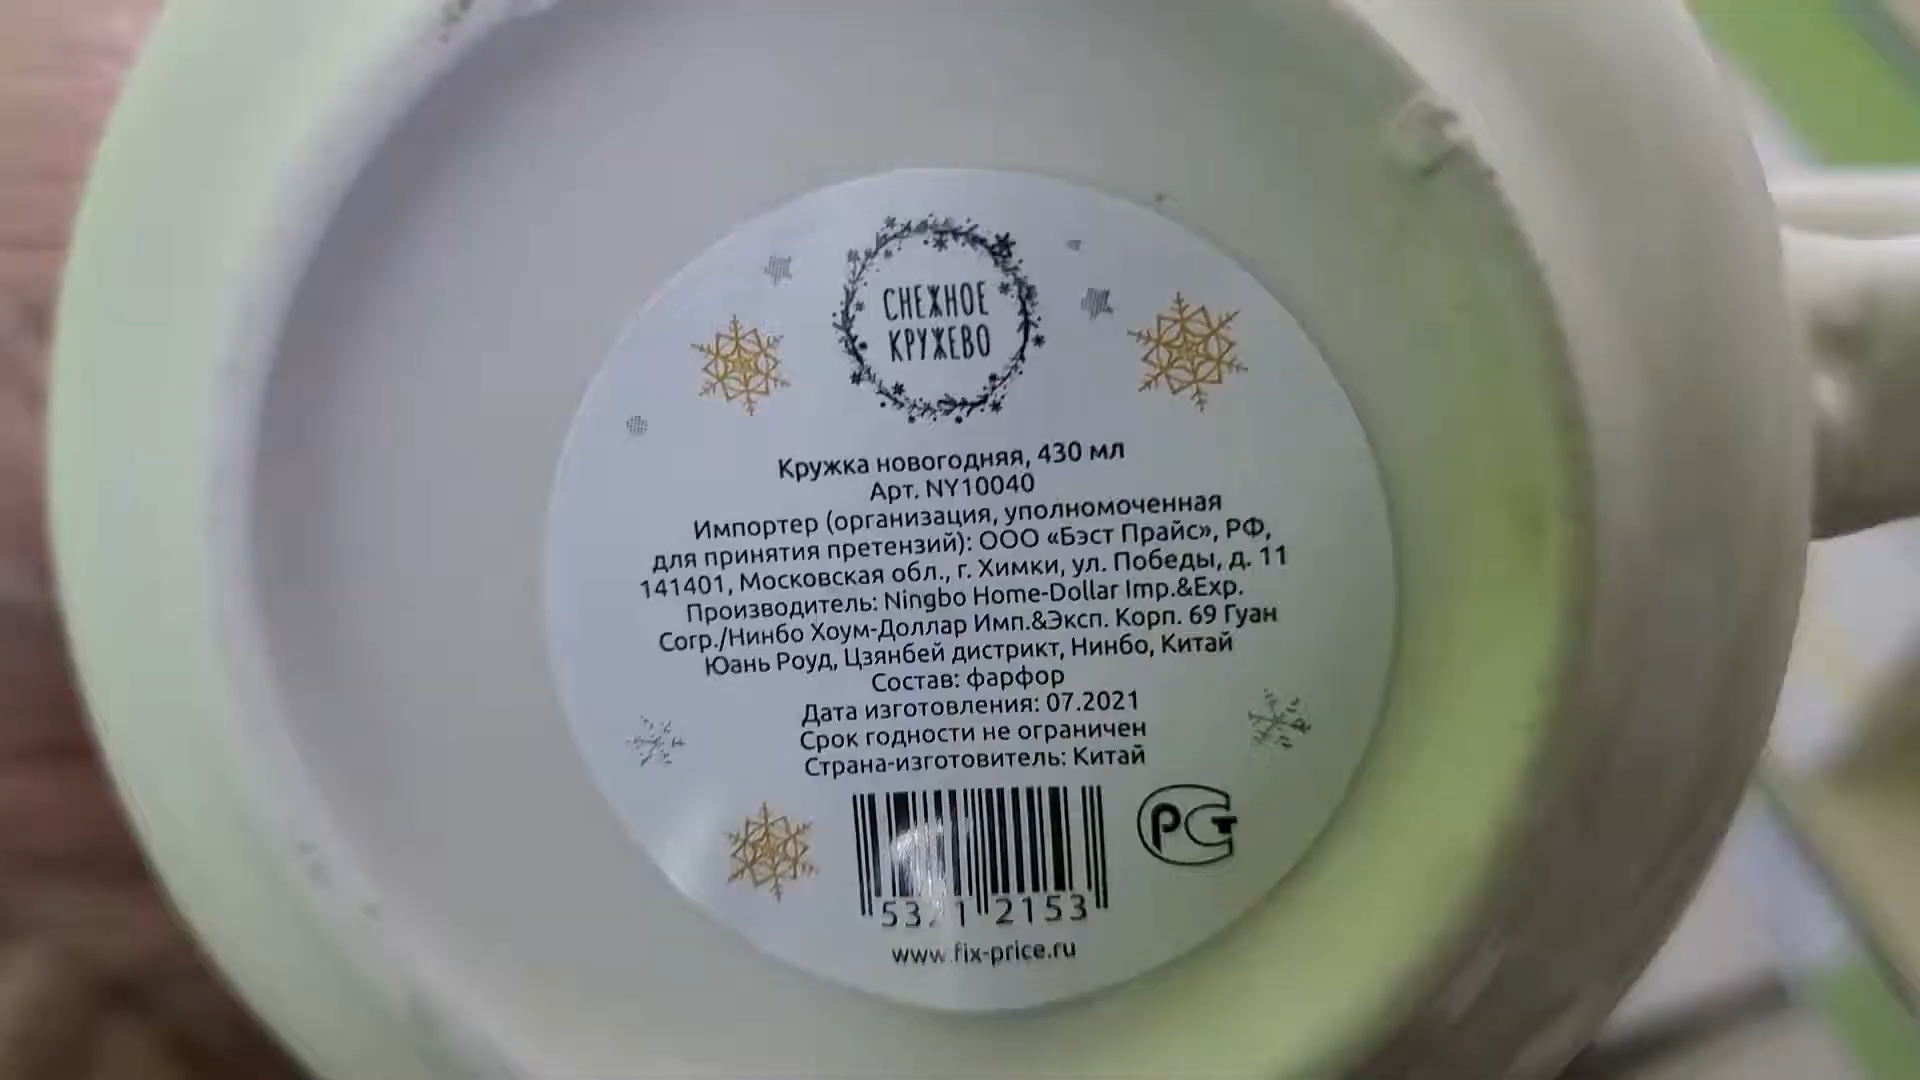 СНЕЖНОЕ
КРУЖЕВО
Кружка новогодняя, 430 мл
Арт. NY10040
Импортер (организация, уполномоченная
для принятия претензий): ООО «Бэст Прайс», РФ,
141401, Московская обл., г. Химки, ул. Победы, д. 11
Производитель: Ningbo Home-Dollar Imp.&Exp.
Corp./Нинбо Хоум-Доллар Имп.&Эксп. Корп. 69 Гуан
Юань Роуд, Цзянбей дистрикт, Нинбо, Китай
Состав: фарфор
Дата изготовления: 07.2021
Срок годности не ограничен
Страна-изготовитель: Китай
РСТ
2153
www.fix-price.ru